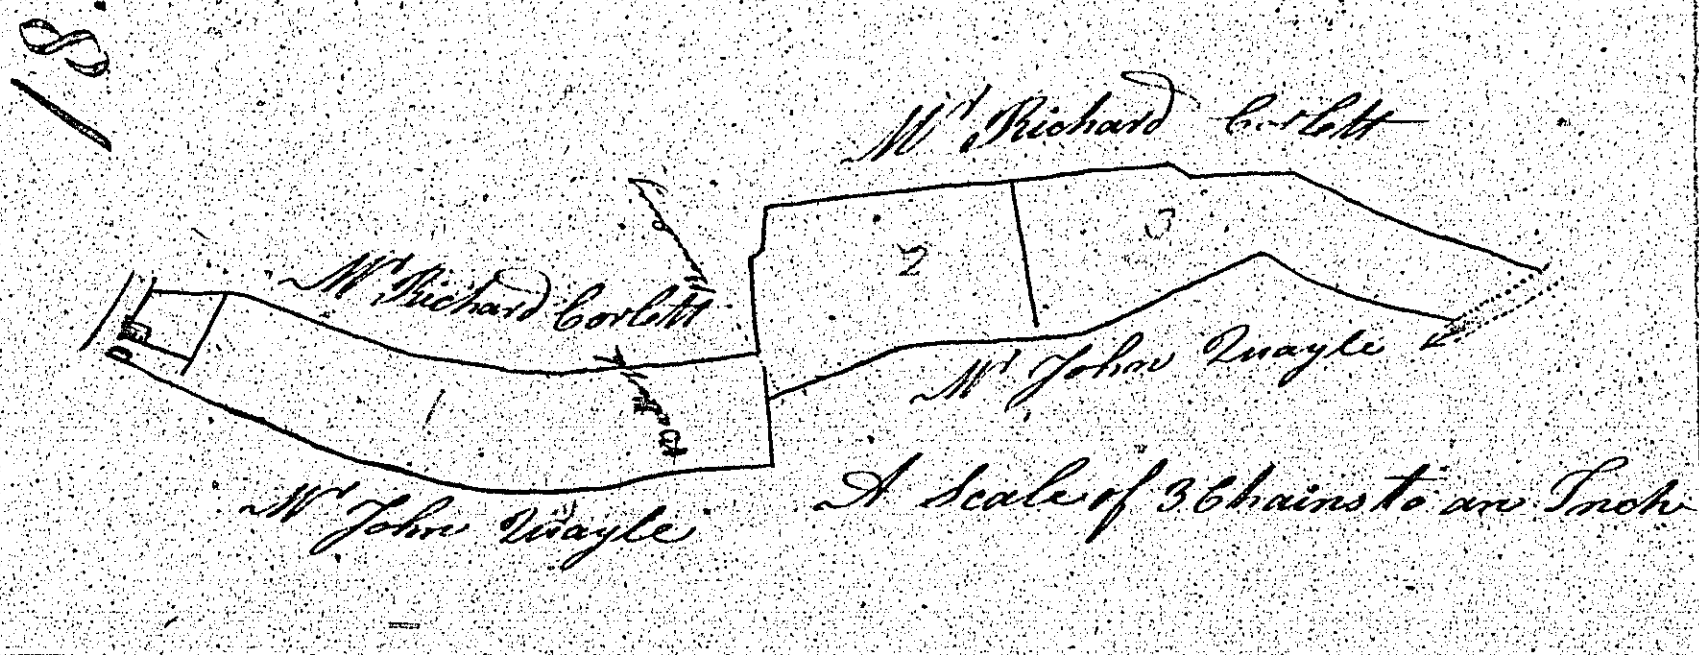 18
Mr Richard Corlett
2
3
Mr Richard Corlett
Mr John Quayle
1
Mr John Quayle
A Scale of 3 Chains to an Inch